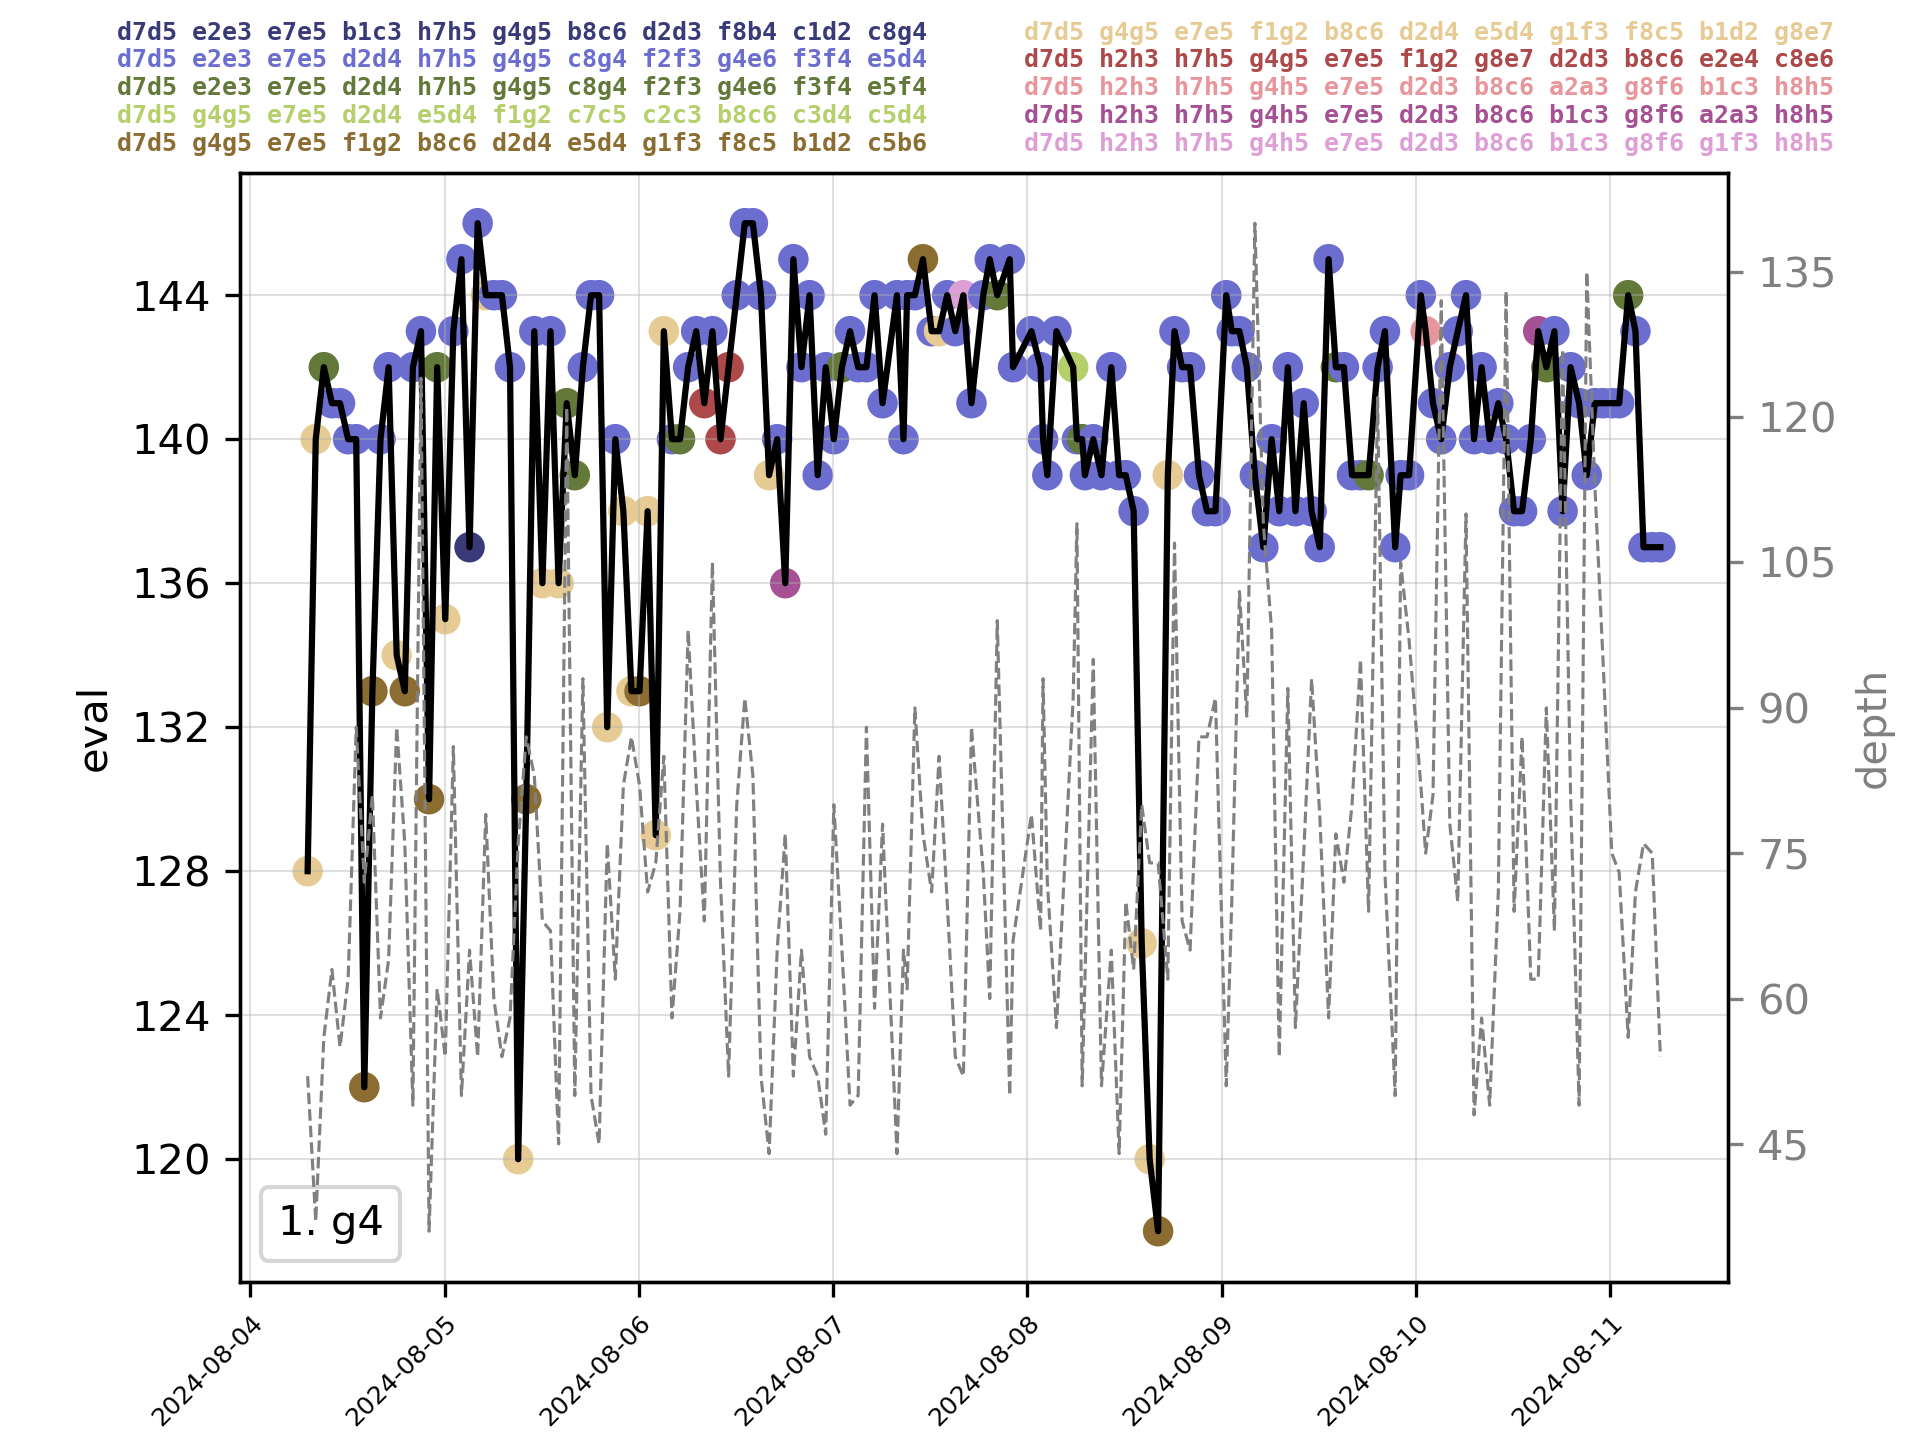 d7d5 e2e3 e7e5 b1c3 h7h5 g4g5 b8c6 d2d3 f8b4 c1d2 c8g4
d7d5 e2e3 e7e5 d2d4 h7h5 g4g5 c8g4 f2f3 g4e6 f3f4 e5d4
d7d5 e2e3 e7e5 d2d4 h7h5 g4g5 c8g4 f2f3 g4e6 f3f4 e5f4
d7d5 g4g5 e7e5 d2d4 e5d4 f1g2 c7c5 c2c3 b8c6 c3d4 c5d4
d7d5 g4g5 e7e5 f1g2 b8c6 d2d4 e5d4 g1f3 f8c5 b1d2 c5b6
d7d5 g4g5 e7e5 f1g2 b8c6 d2d4 e5d4 g1f3 f8c5 b1d2 g8e7
d7d5 h2h3 h7h5 g4g5 e7e5 f1g2 g8e7 d2d3 b8c6 e2e4 c8e6
d7d5 h2h3 h7h5 g4h5 e7e5 d2d3 b8c6 a2a3 g8f6 b1c3 h8h5
d7d5 h2h3 h7h5 g4h5 e7e5 d2d3 b8c6 b1c3 g8f6 a2a3 h8h5
d7d5 h2h3 h7h5 g4h5 e7e5 d2d3 b8c6 b1c3 g8f6 g1f3 h8h5
144
140
136
132
128
124
120
eval
135
120
105
90
75
60
45
depth
1. g4
2024-08-04
2024-08-05
2024-08-06
2024-08-07
2024-08-08
2024-08-09
2024-08-10
2024-08-11